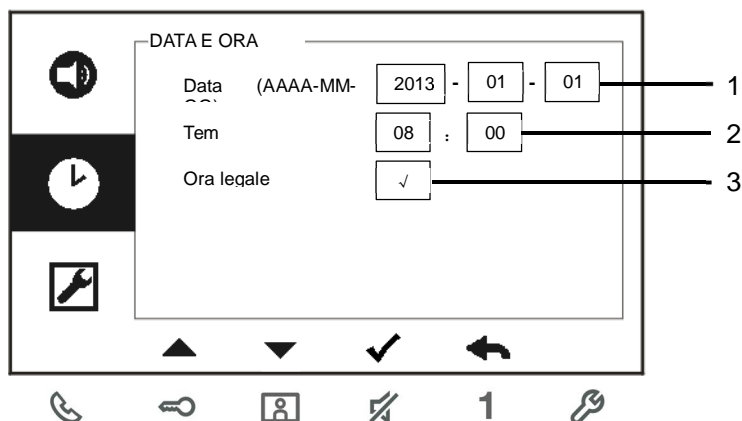 DATA E ORA
Data (AAAA-MM- 2013 - 01 - 01 1
Tem 08 : 00 2
Ora legale √ 3
1